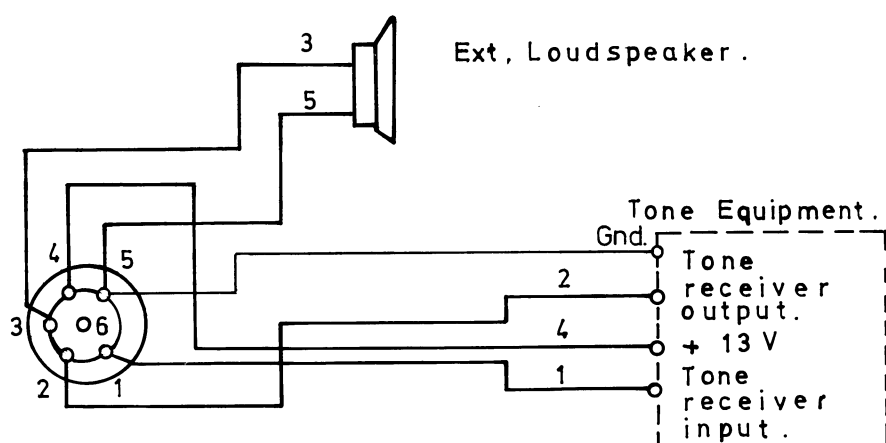 3
Ext, Loudspeaker.
5
Tone Equipment.
Gnd.
4
5
Tone
receiver
output.
2
3
6
4
+ 13 V
2
1
1
Tone
receiver
input.